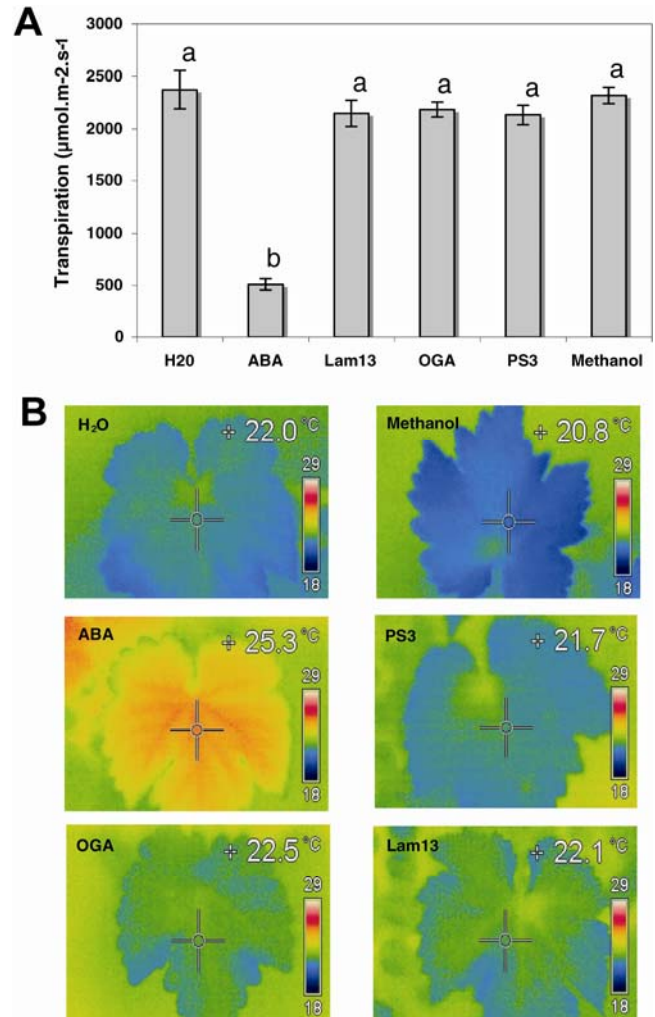 A
Transpiration (µmol.m-2.s-1
3000
2500
2000
1500
1000
500
0
a
b
a
a
a
a
H20
ABA
Lam13
OGA
PS3
Methanol
B
H₂O
22.0 °C
29
18
Methanol
20.8 °C
29
18
ABA
25.3 °C
29
18
PS3
21.7 °C
29
18
OGA
22.5 °C
29
18
Lam13
22.1 °C
29
18